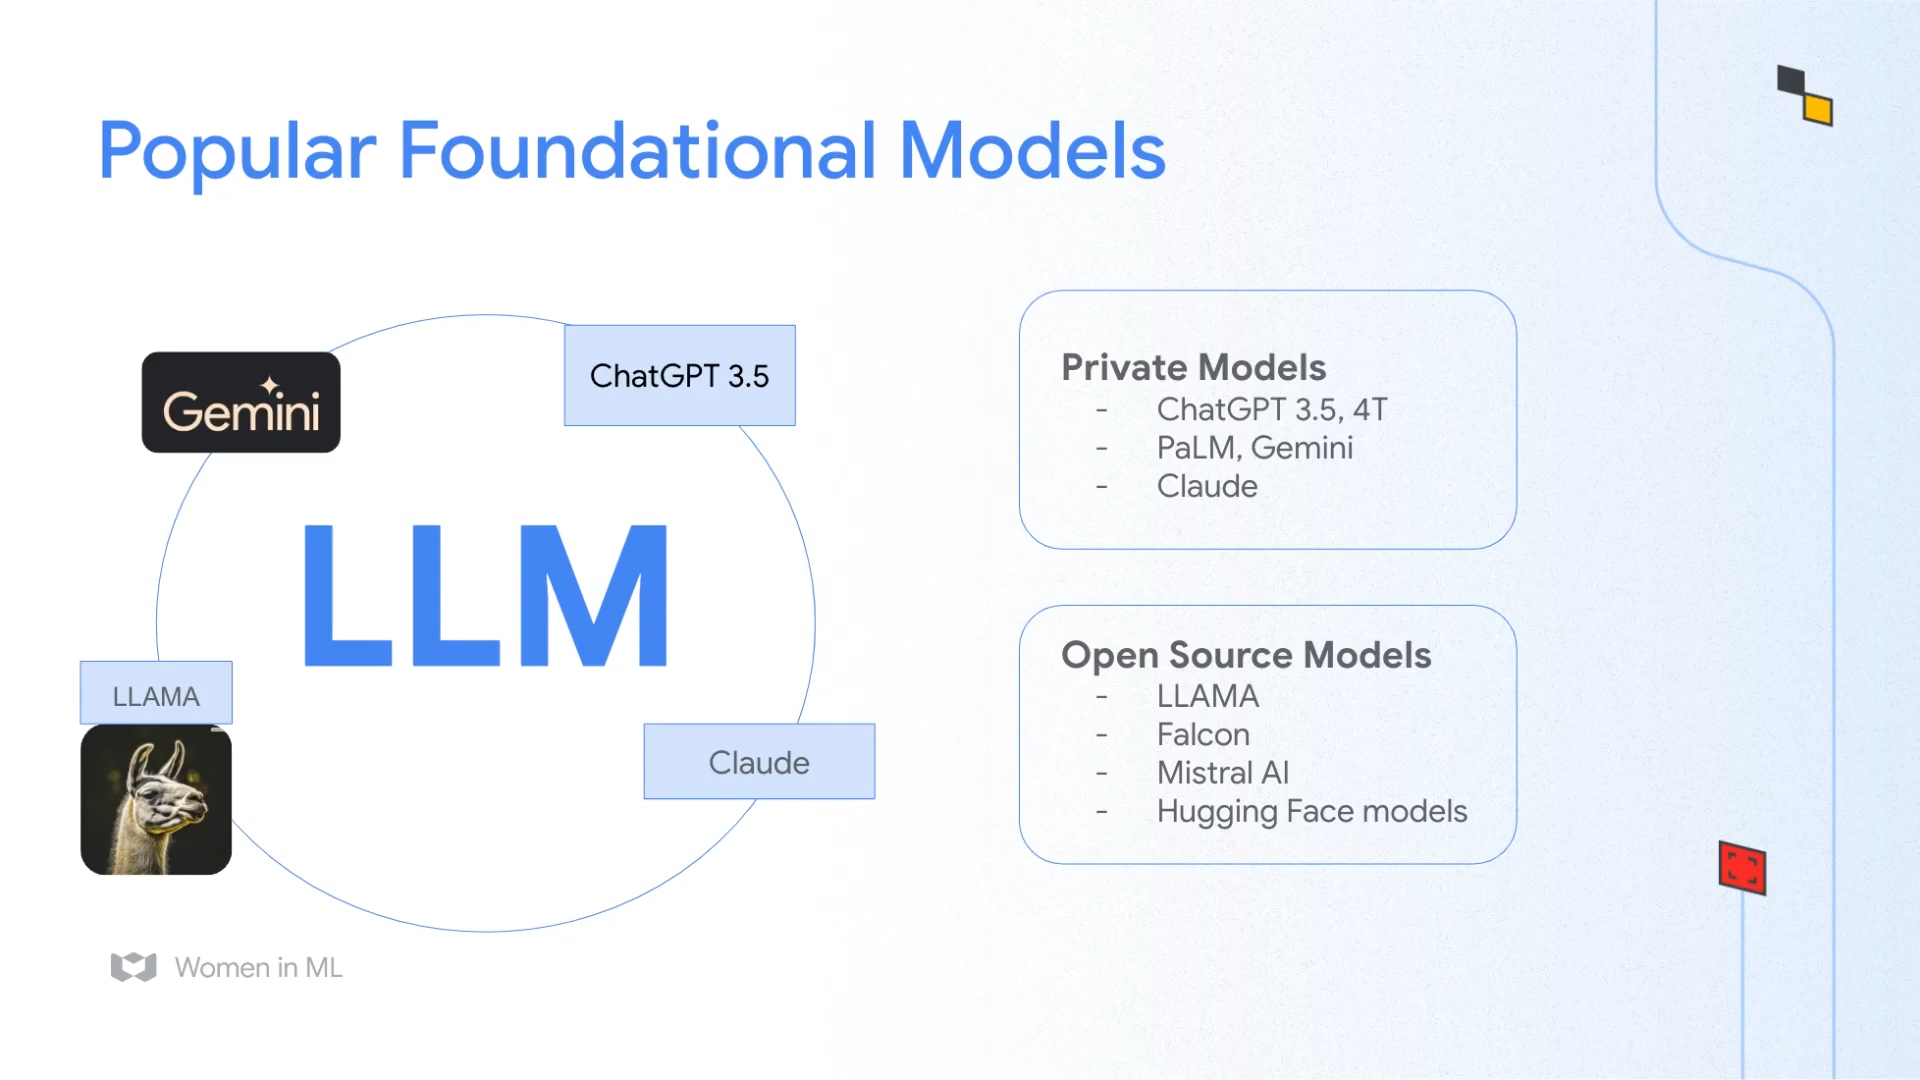 Popular Foundational Models
Gemini
ChatGPT 3.5
LLM
LLAMA
Claude
Private Models
- ChatGPT 3.5, 4T
- PaLM, Gemini
- Claude
Open Source Models
- LLAMA
- Falcon
- Mistral AI
- Hugging Face models
Women in ML